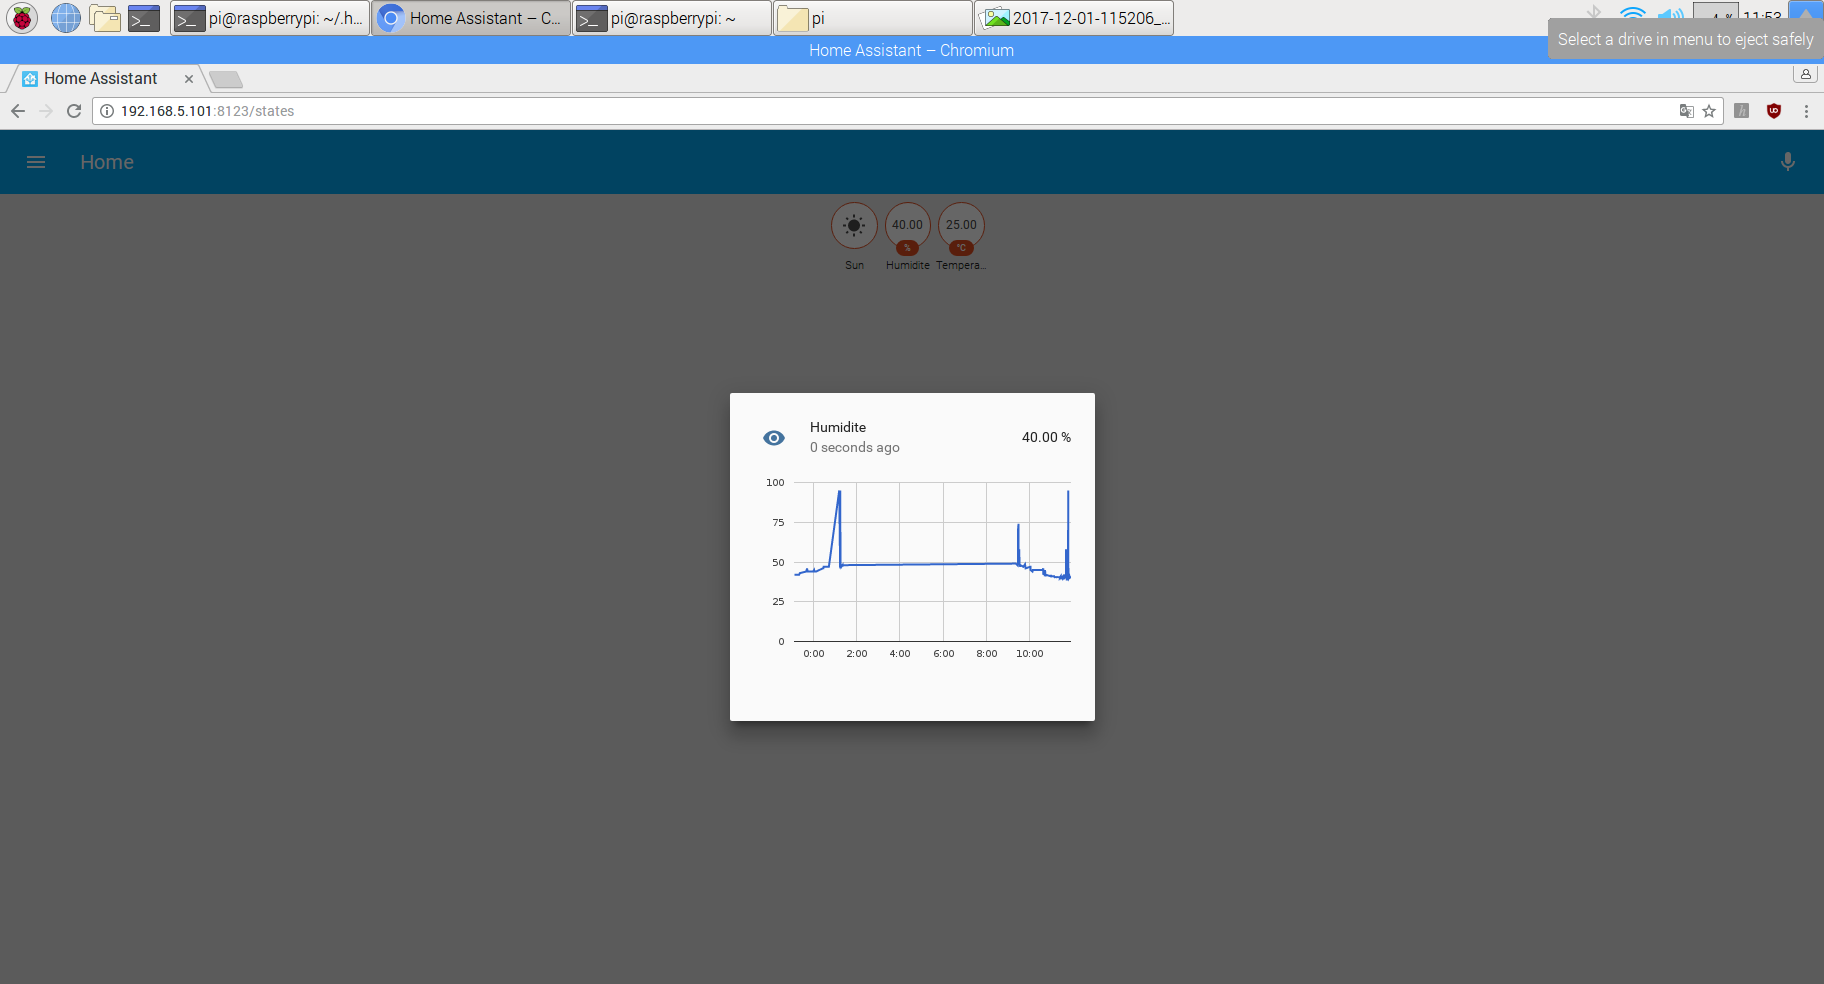 pi@raspberrypi: ~/.h...
Home Assistant – C...
pi@raspberrypi: ~
pi
2017-12-01-115206_...
11:53
Home Assistant – Chromium
Select a drive in menu to eject safely
Home Assistant
192.168.5.101:8123/states
Home
40.00
25.00
%
°C
Sun
Humidite
Tempera...
Humidite
0 seconds ago
40.00 %
100
75
50
25
0
0:00
2:00
4:00
6:00
8:00
10:00